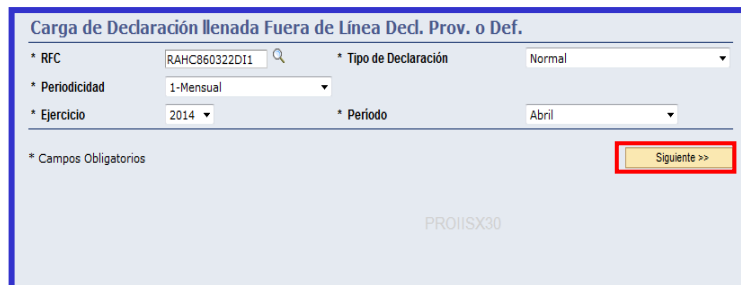 Carga de Declaración llenada Fuera de Línea Decl. Prov. o Def.
* RFC RAHC860322DI1 * Tipo de Declaración Normal
* Periodicidad 1-Mensual
* Ejercicio 2014 * Periodo Abril
* Campos Obligatorios Siguiente >>
PROIISX30